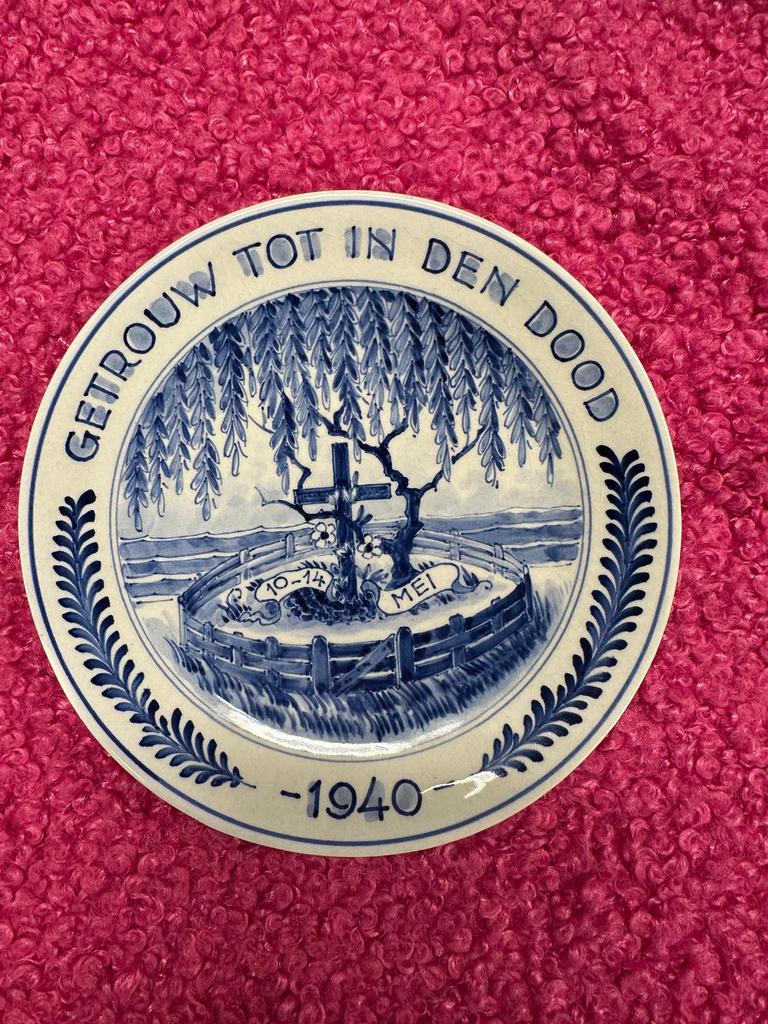 GETROUW TOT IN DEN DOOD
10-14 MEI
-1940